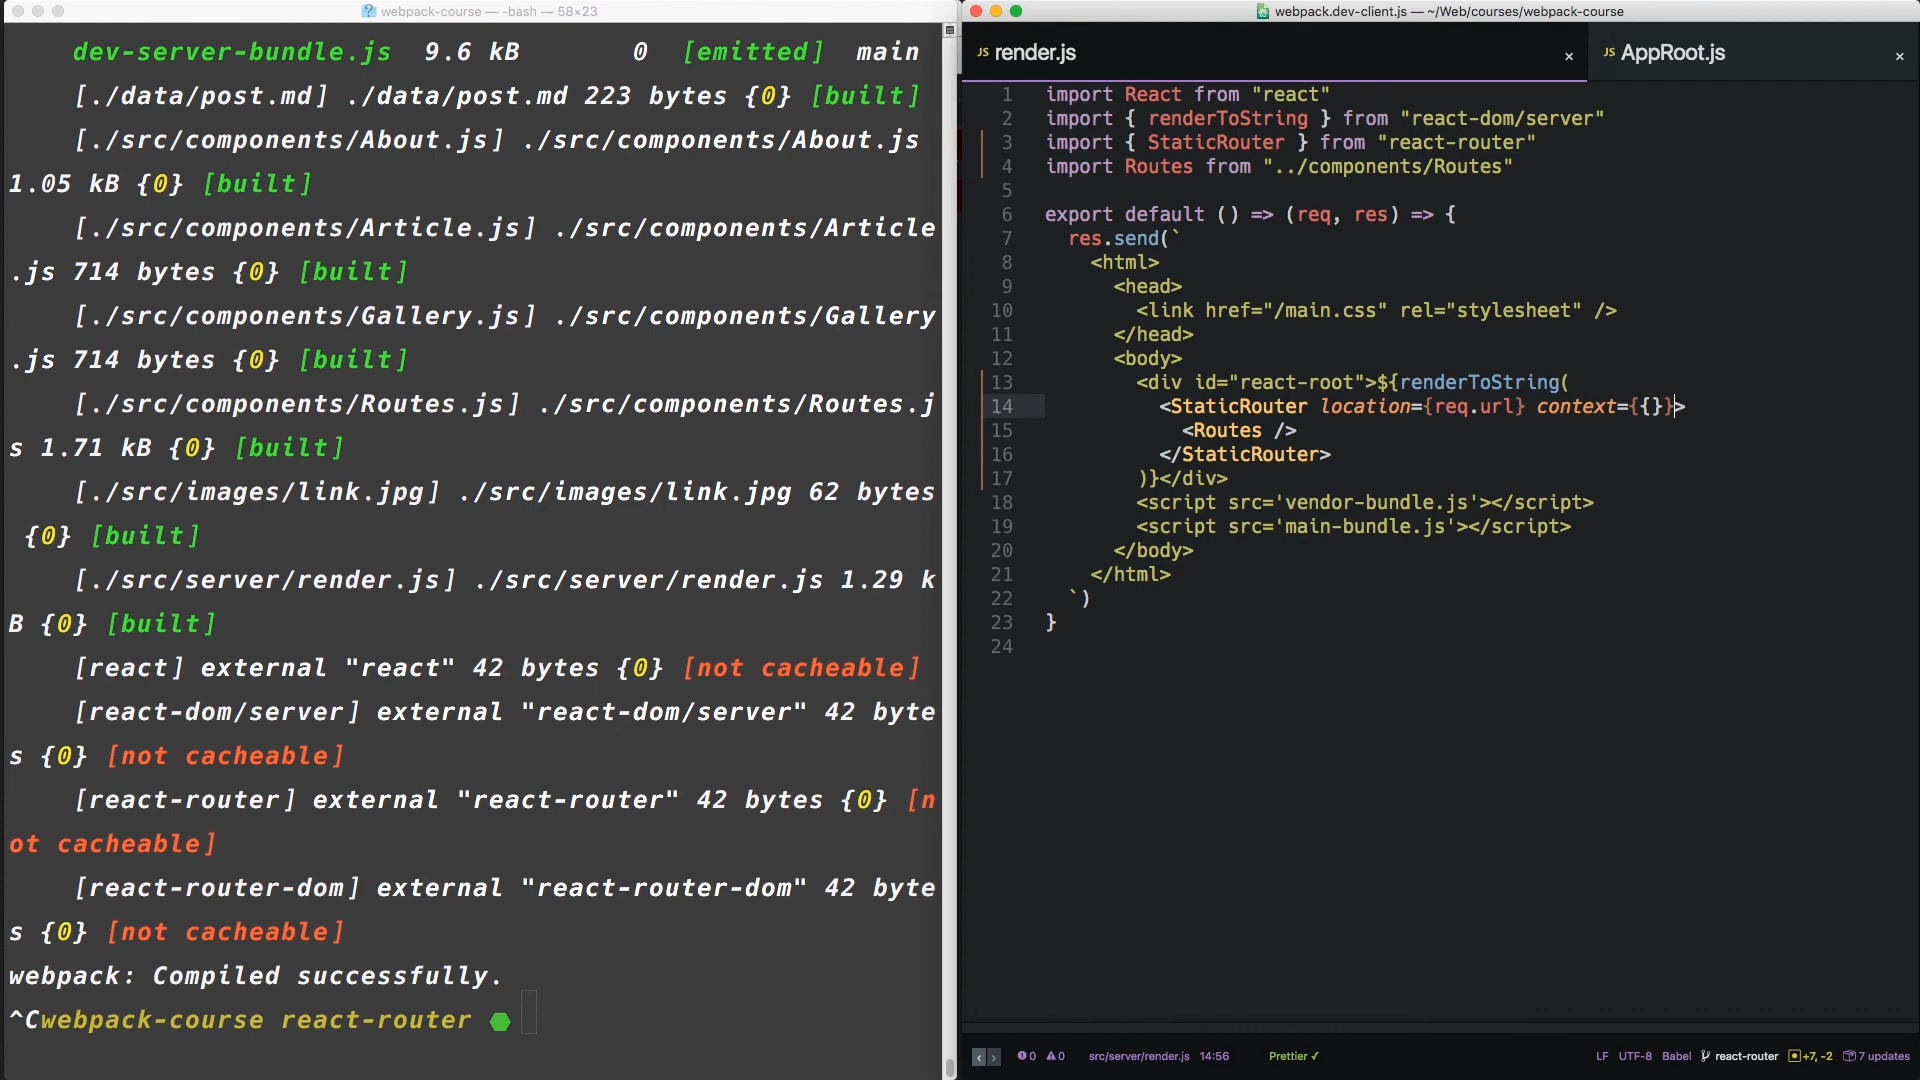 webpack-course — -bash — 58×23
dev-server-bundle.js 9.6 kB 0 [emitted] main
[./data/post.md] ./data/post.md 223 bytes {0} [built]
[./src/components/About.js] ./src/components/About.js
1.05 kB {0} [built]
[./src/components/Article.js] ./src/components/Article
.js 714 bytes {0} [built]
[./src/components/Gallery.js] ./src/components/Gallery
.js 714 bytes {0} [built]
[./src/components/Routes.js] ./src/components/Routes.j
s 1.71 kB {0} [built]
[./src/images/link.jpg] ./src/images/link.jpg 62 bytes
{0} [built]
[./src/server/render.js] ./src/server/render.js 1.29 k
B {0} [built]
[react] external "react" 42 bytes {0} [not cacheable]
[react-dom/server] external "react-dom/server" 42 byte
s {0} [not cacheable]
[react-router] external "react-router" 42 bytes {0} [n
ot cacheable]
[react-router-dom] external "react-router-dom" 42 byte
s {0} [not cacheable]
webpack: Compiled successfully.
^Cwebpack-course react-router
webpack.dev-client.js — ~/Web/courses/webpack-course
JS render.js ×
JS AppRoot.js ×
1 import React from "react"
2 import { renderToString } from "react-dom/server"
3 import { StaticRouter } from "react-router"
4 import Routes from "../components/Routes"
5
6 export default () => (req, res) => {
7 res.send(`
8 <html>
9 <head>
10 <link href="/main.css" rel="stylesheet" />
11 </head>
12 <body>
13 <div id="react-root">${renderToString(
14 <StaticRouter location={req.url} context={{}}>
15 <Routes />
16 </StaticRouter>
17 )}</div>
18 <script src='vendor-bundle.js'></script>
19 <script src='main-bundle.js'></script>
20 </body>
21 </html>
22 `)
23 }
24
0 0 src/server/render.js 14:56 Prettier ✓ LF UTF-8 Babel react-router +7, -2 7 updates